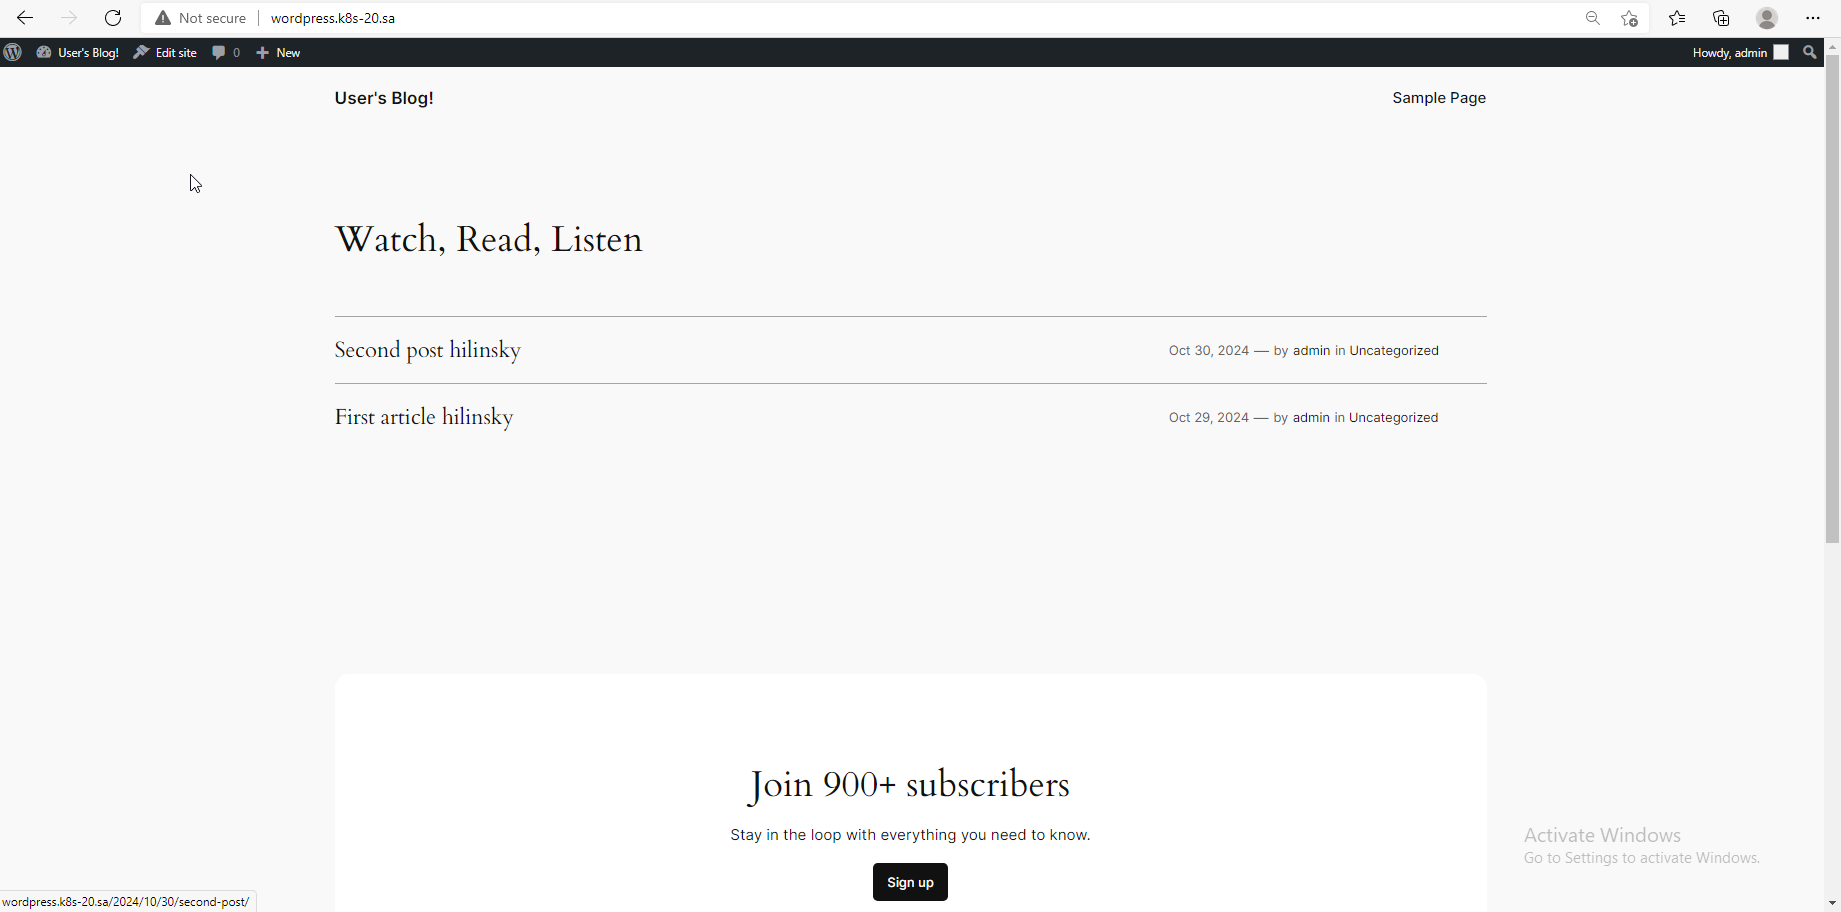 Not secure wordpress.k8s-20.sa
User's Blog! Edit site 0 New Howdy, admin
User's Blog! Sample Page
Watch, Read, Listen
Second post hilinsky Oct 30, 2024 — by admin in Uncategorized
First article hilinsky Oct 29, 2024 — by admin in Uncategorized
Join 900+ subscribers
Stay in the loop with everything you need to know.
Sign up
Activate Windows
Go to Settings to activate Windows.
wordpress.k8s-20.sa/2024/10/30/second-post/